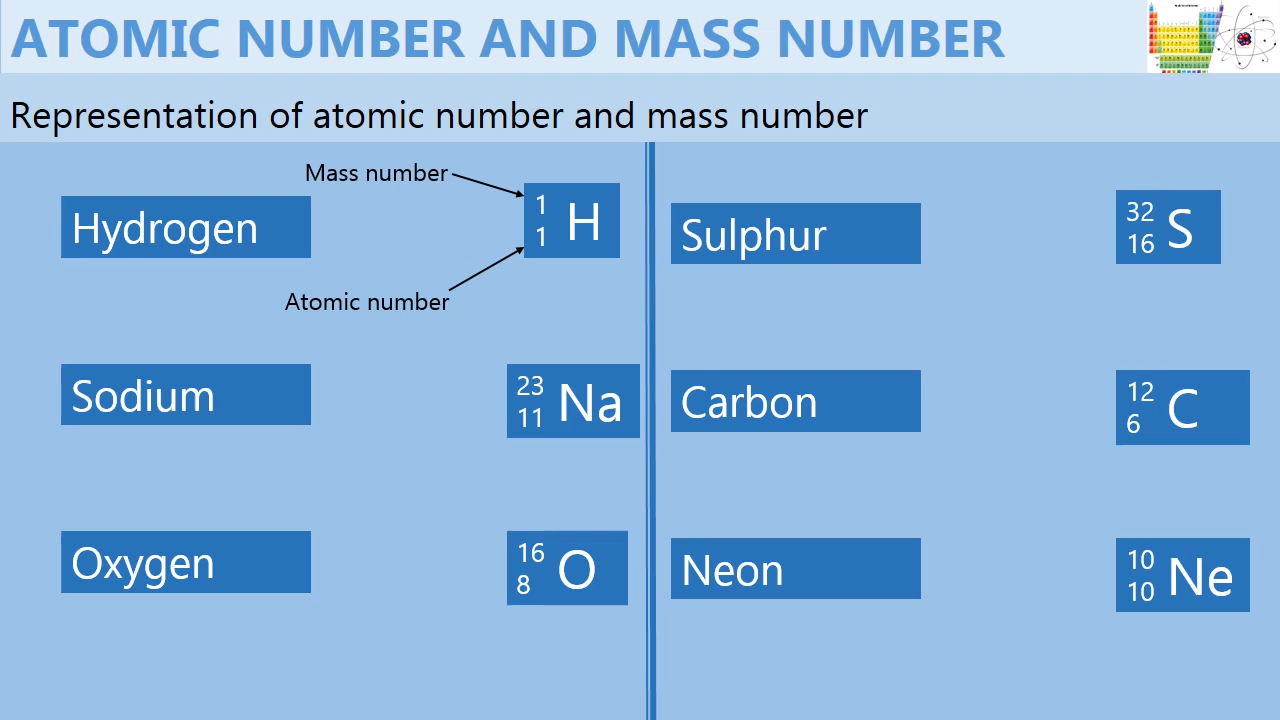 ATOMIC NUMBER AND MASS NUMBER
Representation of atomic number and mass number
Mass number
Hydrogen
1
1
H
Atomic number
Sodium
23
11
Na
Oxygen
16
8
O
Sulphur
32
16
S
Carbon
12
6
C
Neon
10
10
Ne